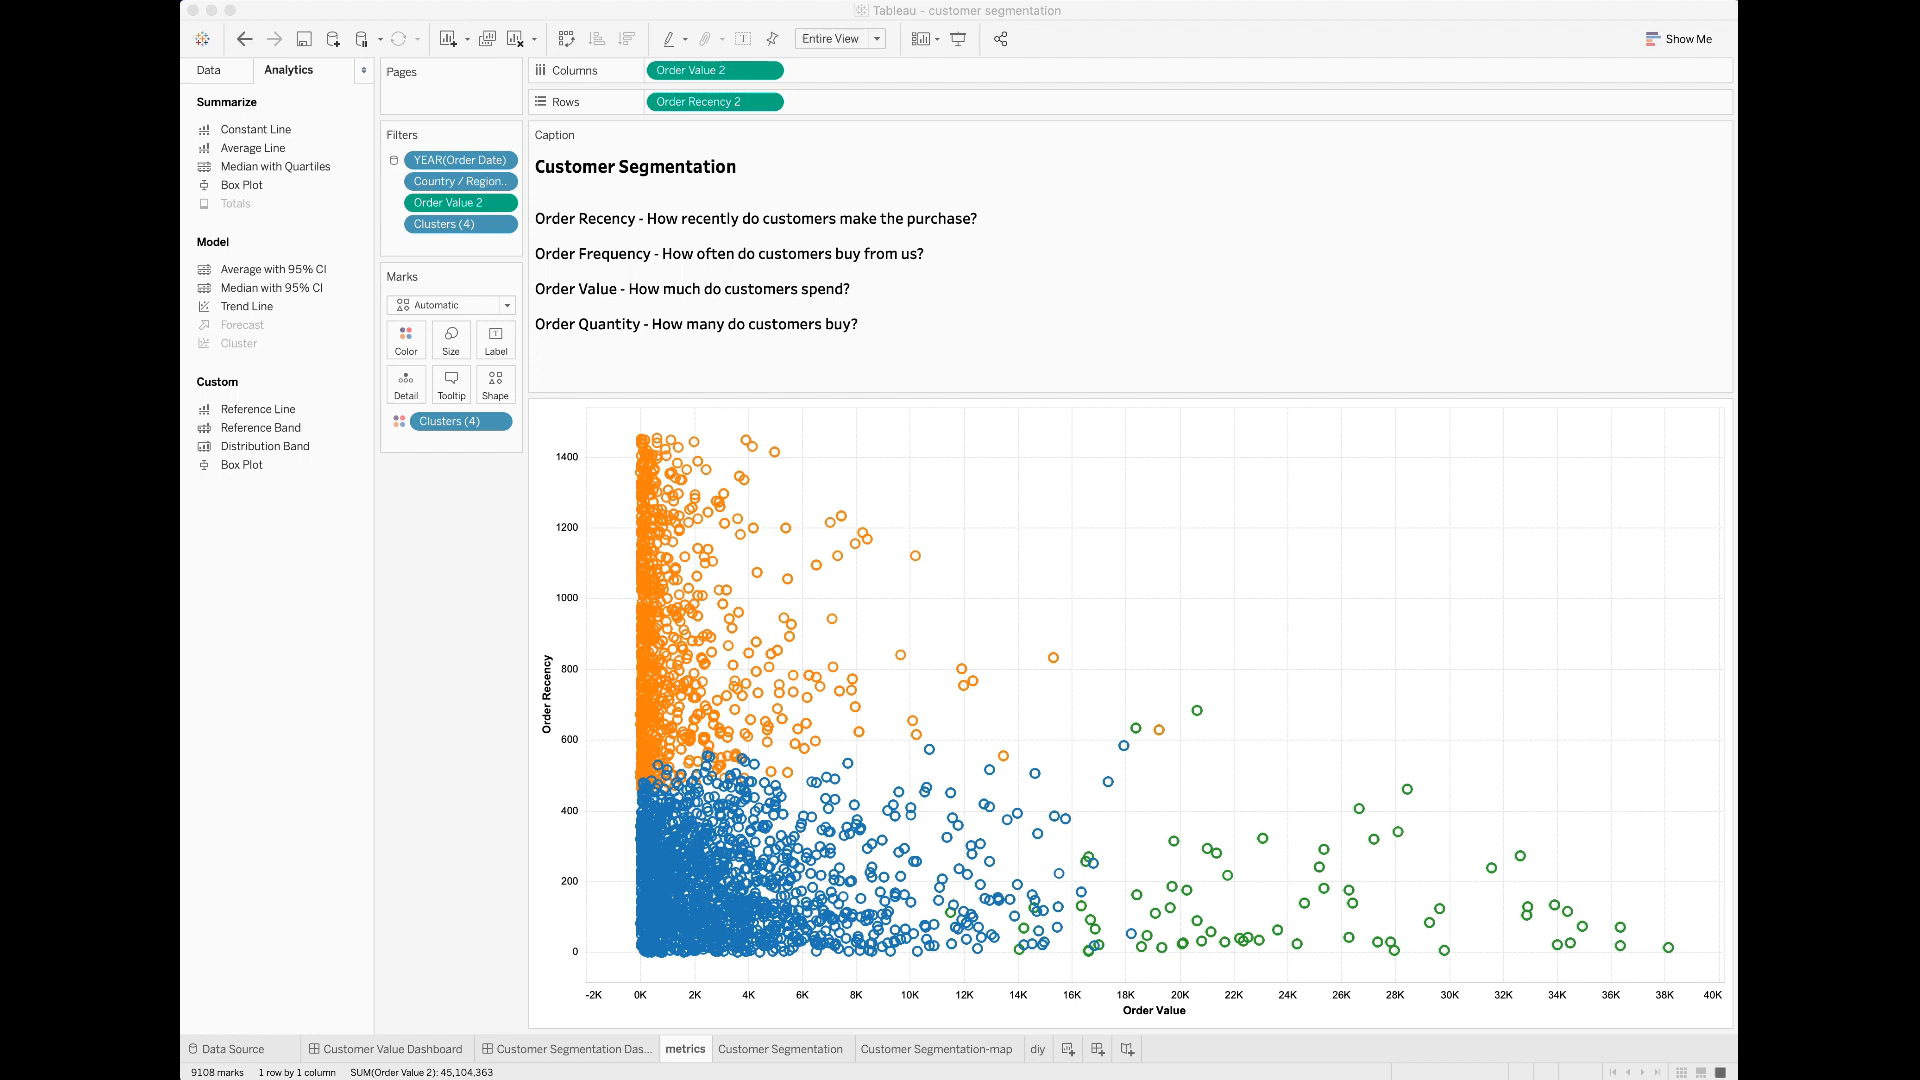 Tableau - customer segmentation
Entire View
Show Me
Data
Analytics
Summarize
Constant Line
Average Line
Median with Quartiles
Box Plot
Totals
Model
Average with 95% CI
Median with 95% CI
Trend Line
Forecast
Cluster
Custom
Reference Line
Reference Band
Distribution Band
Box Plot
Pages
Filters
YEAR(Order Date)
Country / Region..
Order Value 2
Clusters (4)
Marks
Automatic
Color
Size
Label
Detail
Tooltip
Shape
Clusters (4)
Columns
Order Value 2
Rows
Order Recency 2
Caption
Customer Segmentation
Order Recency - How recently do customers make the purchase?
Order Frequency - How often do customers buy from us?
Order Value - How much do customers spend?
Order Quantity - How many do customers buy?
1400
1200
1000
800
600
400
200
0
Order Recency
-2K 0K 2K 4K 6K 8K 10K 12K 14K 16K 18K 20K 22K 24K 26K 28K 30K 32K 34K 36K 38K 40K
Order Value
Data Source
Customer Value Dashboard
Customer Segmentation Das...
metrics
Customer Segmentation
Customer Segmentation-map
diy
9108 marks 1 row by 1 column SUM(Order Value 2): 45,104,363